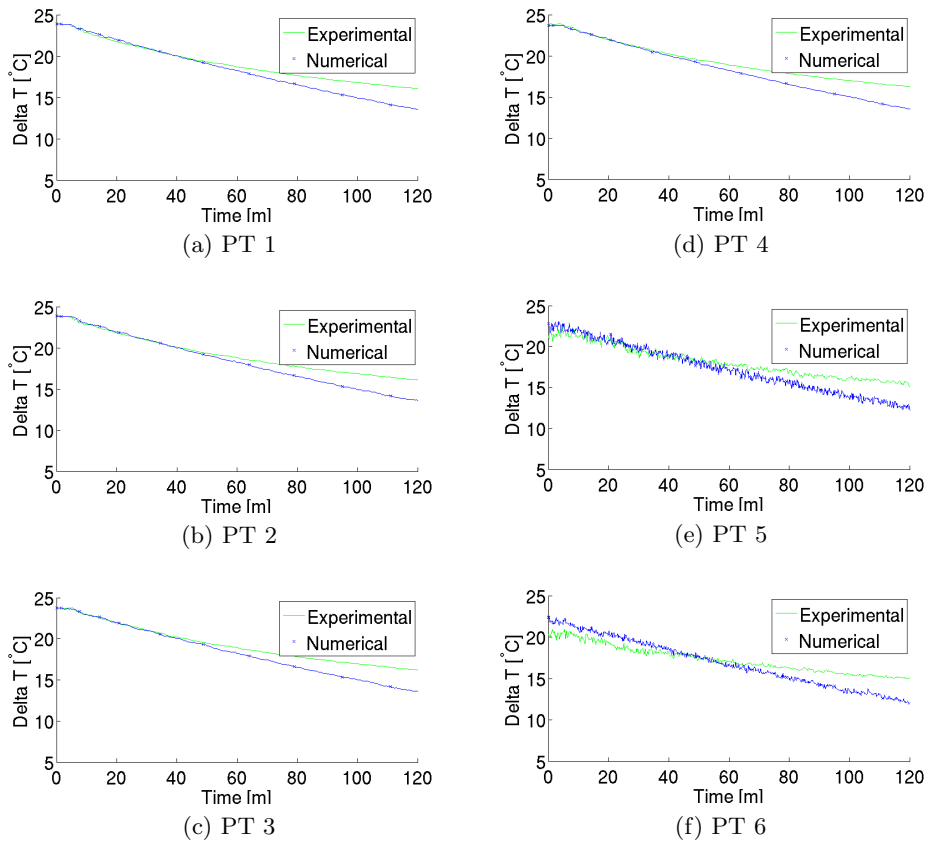 25
20
15
10
5
Delta T [°C]
Experimental
Numerical
0 20 40 60 80 100 120
Time [m]
(a) PT 1
25
20
15
10
5
Delta T [°C]
Experimental
Numerical
0 20 40 60 80 100 120
Time [m]
(d) PT 4
25
20
15
10
5
Delta T [°C]
Experimental
Numerical
0 20 40 60 80 100 120
Time [m]
(b) PT 2
25
20
15
10
5
Delta T [°C]
Experimental
Numerical
0 20 40 60 80 100 120
Time [m]
(e) PT 5
25
20
15
10
5
Delta T [°C]
Experimental
Numerical
0 20 40 60 80 100 120
Time [m]
(c) PT 3
25
20
15
10
5
Delta T [°C]
Experimental
Numerical
0 20 40 60 80 100 120
Time [m]
(f) PT 6